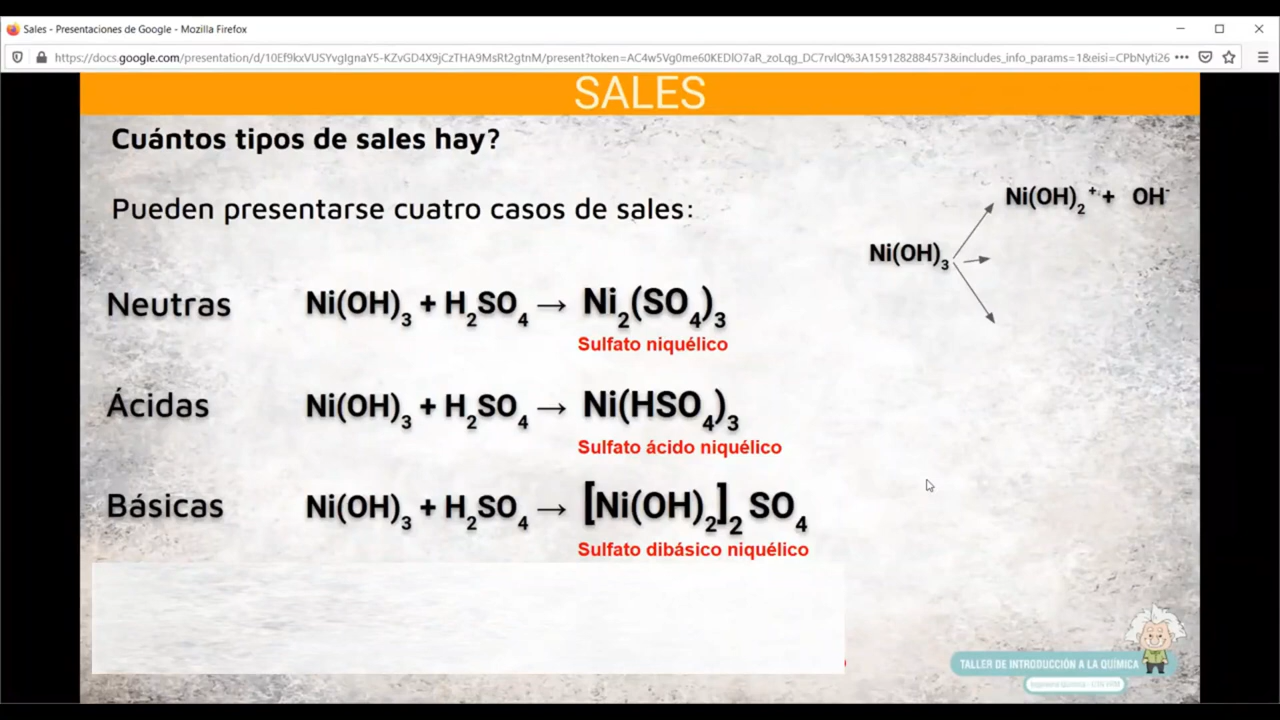 Sales - Presentaciones de Google - Mozilla Firefox
https://docs.google.com/presentation/d/10Ef9kxVUSYvgIgnaY5-KZvGD4X9jCzTHA9MsRt2gtnM/present?token=AC4w5Vg0me60KEDIO7aR_zoLqg_DC7rvlQ%3A1591282884573&includes_info_params=1&eisi=CPbNyti26
SALES
Cuántos tipos de sales hay?
Pueden presentarse cuatro casos de sales:
Ni(OH)₂⁺ + OH⁻
Ni(OH)₃
Neutras Ni(OH)₃ + H₂SO₄ → Ni₂(SO₄)₃
Sulfato niquélico
Ácidas Ni(OH)₃ + H₂SO₄ → Ni(HSO₄)₃
Sulfato ácido niquélico
Básicas Ni(OH)₃ + H₂SO₄ → [Ni(OH)₂]₂ SO₄
Sulfato dibásico niquélico
TALLER DE INTRODUCCIÓN A LA QUÍMICA